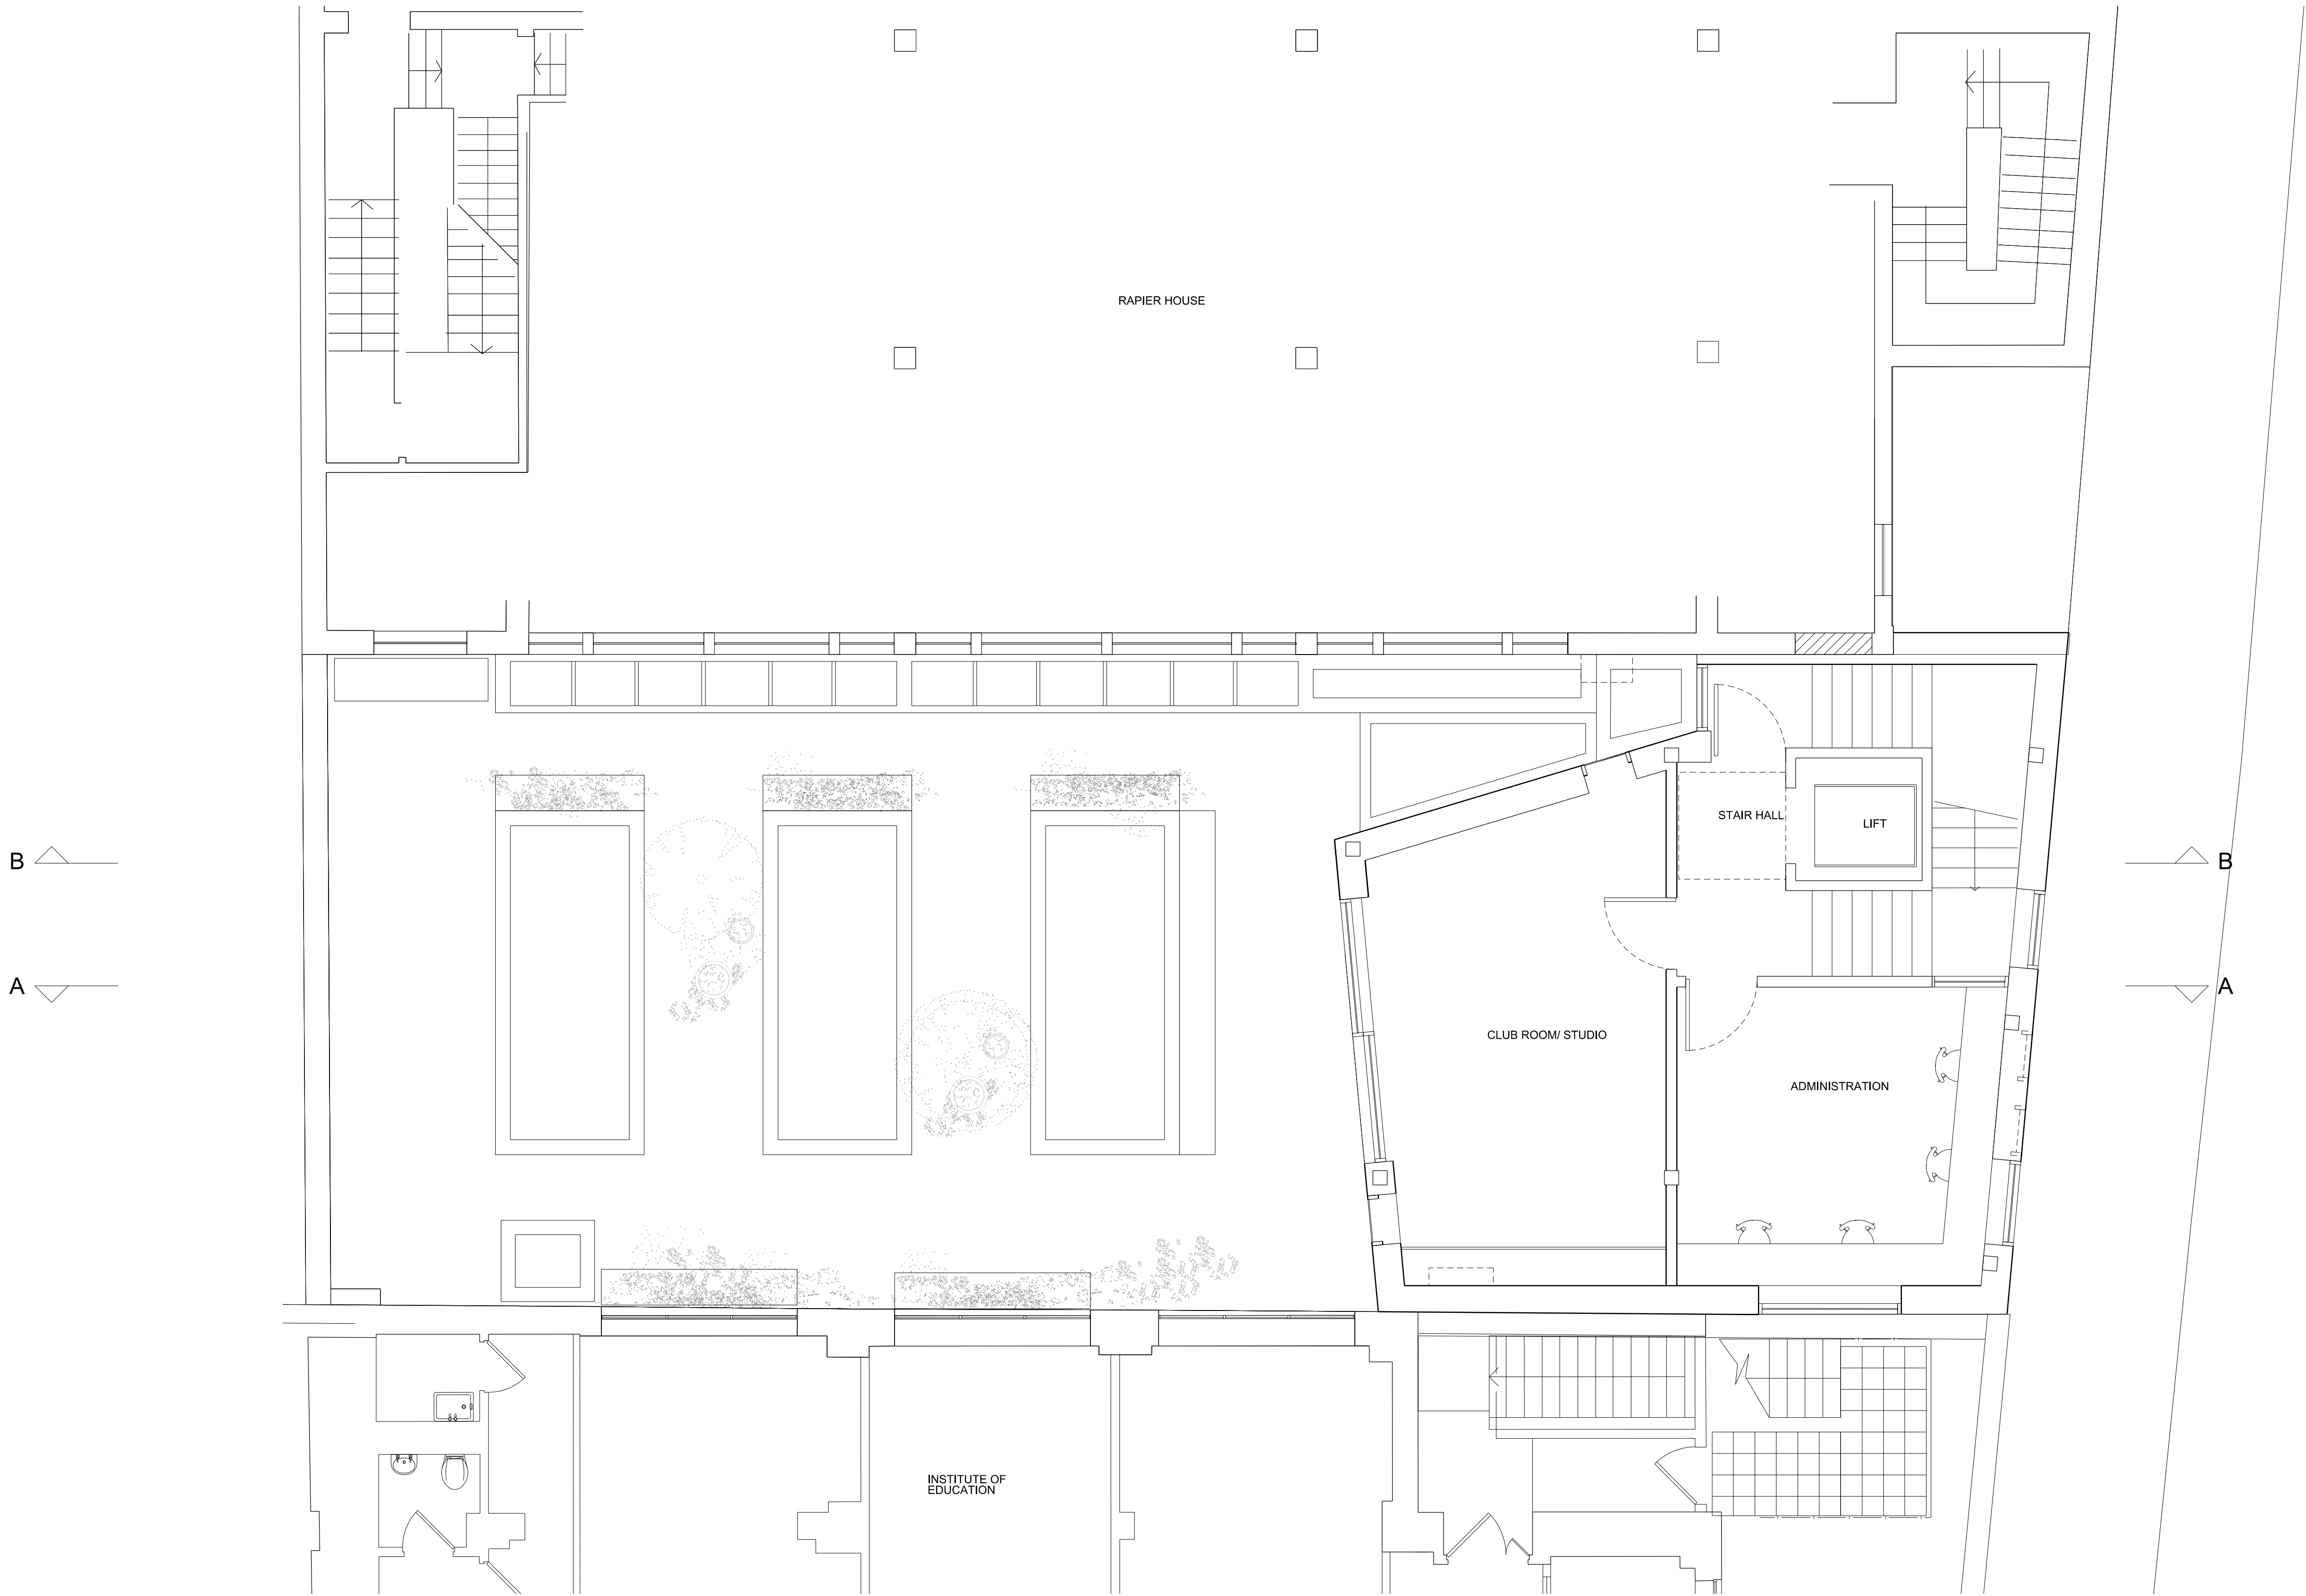 RAPIER HOUSE
STAIR HALL
LIFT
B
B
A
A
CLUB ROOM/ STUDIO
ADMINISTRATION
INSTITUTE OF
EDUCATION